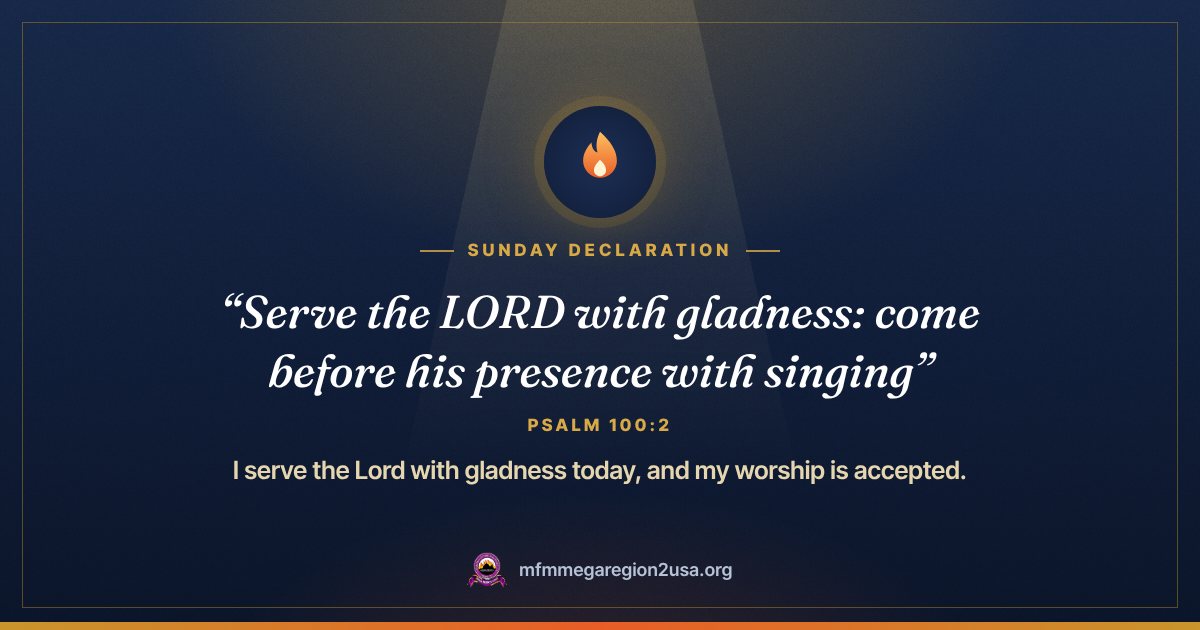 SUNDAY DECLARATION
“Serve the LORD with gladness: come
before his presence with singing”
PSALM 100:2
I serve the Lord with gladness today, and my worship is accepted.
mfmmegaregion2usa.org